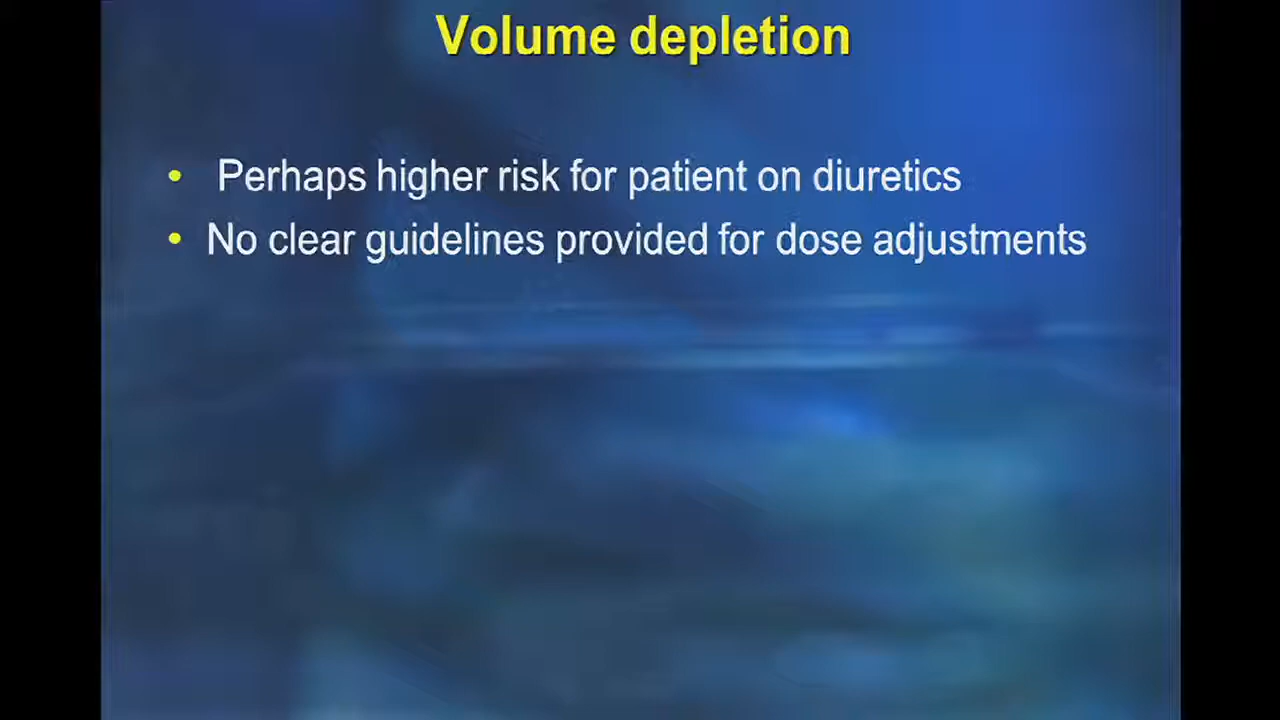 Volume depletion
• Perhaps higher risk for patient on diuretics
• No clear guidelines provided for dose adjustments